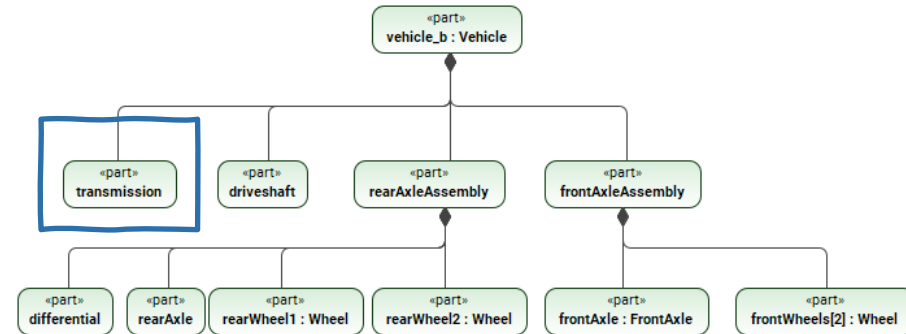 «part»
vehicle_b : Vehicle
«part»
transmission
«part»
driveshaft
«part»
rearAxleAssembly
«part»
frontAxleAssembly
«part»
differential
«part»
rearAxle
«part»
rearWheel1 : Wheel
«part»
rearWheel2 : Wheel
«part»
frontAxle : FrontAxle
«part»
frontWheels[2] : Wheel